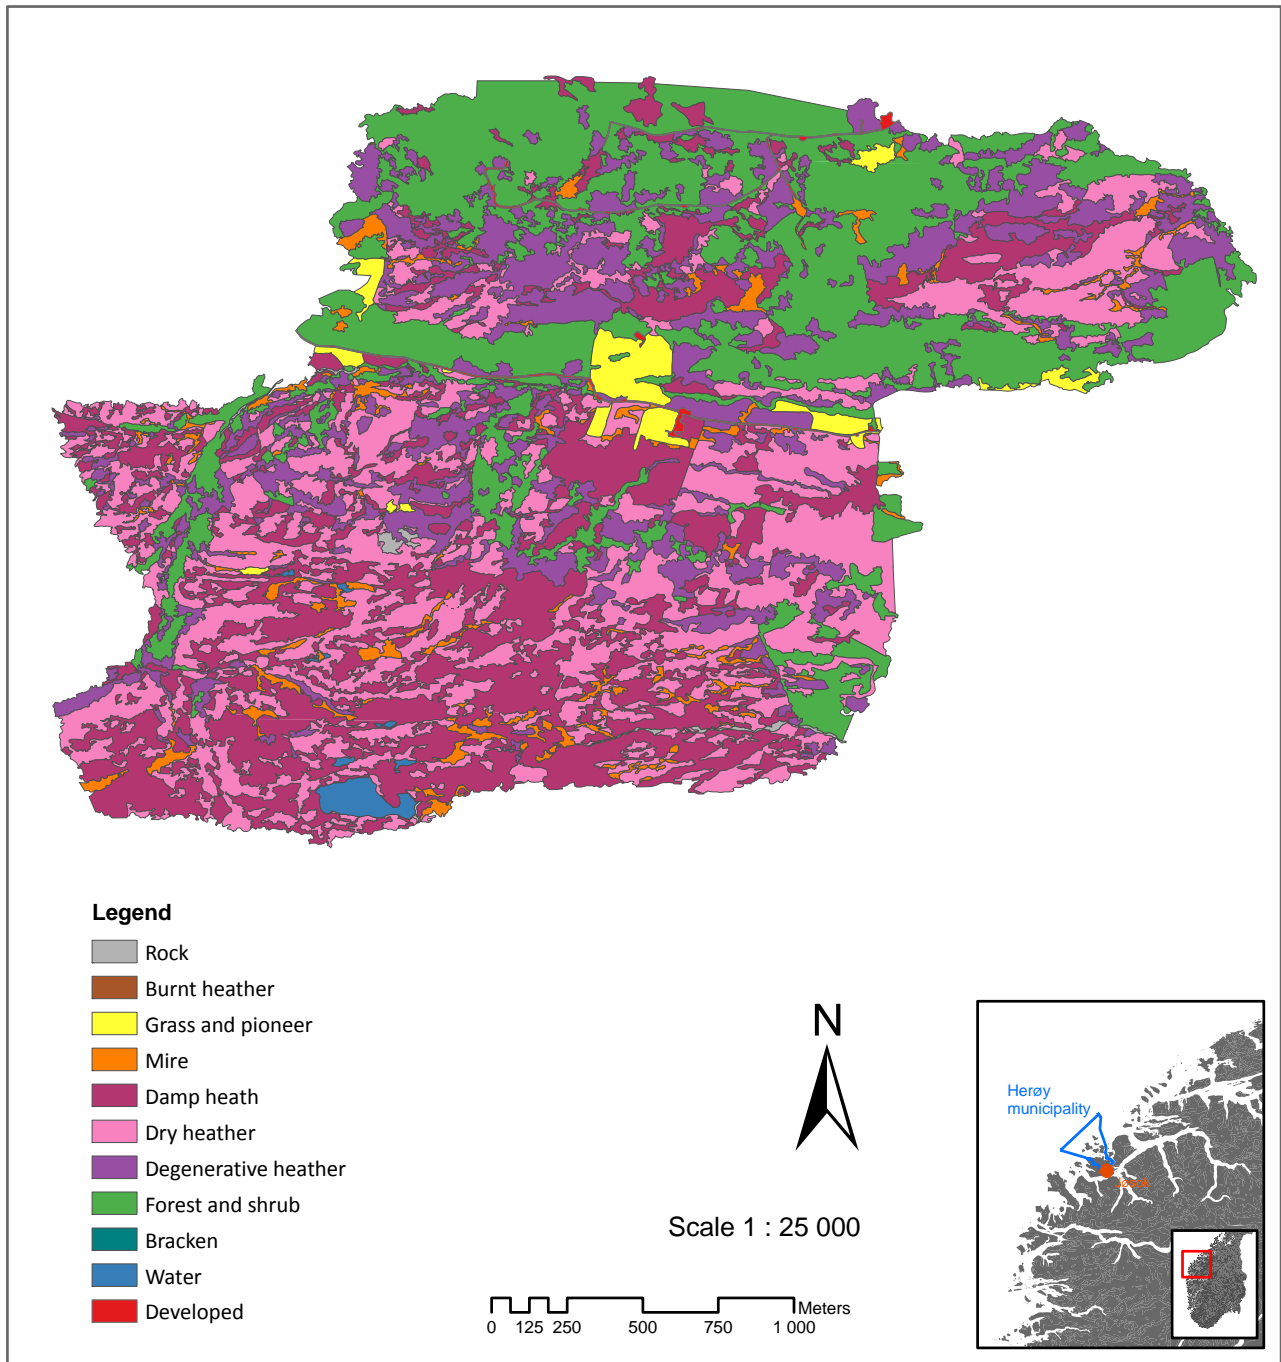 Legend
Rock
Burnt heather
Grass and pioneer
Mire
Damp heath
Dry heather
Degenerative heather
Forest and shrub
Bracken
Water
Developed
N
Scale 1 : 25 000
Meters
0 125 250 500 750 1 000
Herøy
municipality